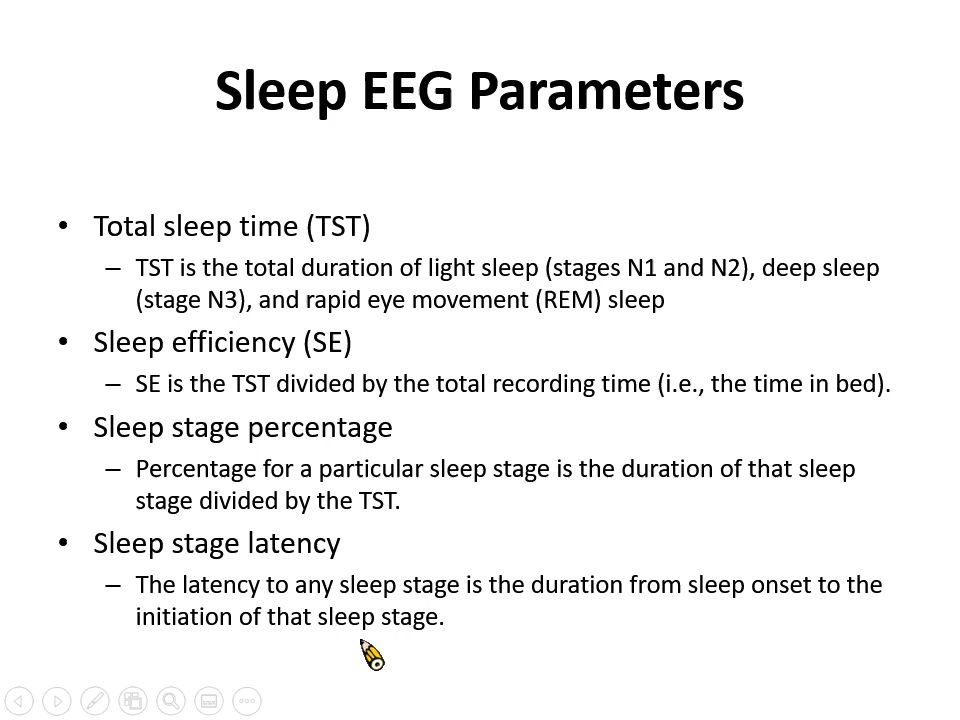 Sleep EEG Parameters
• Total sleep time (TST)
– TST is the total duration of light sleep (stages N1 and N2), deep sleep
(stage N3), and rapid eye movement (REM) sleep
• Sleep efficiency (SE)
– SE is the TST divided by the total recording time (i.e., the time in bed).
• Sleep stage percentage
– Percentage for a particular sleep stage is the duration of that sleep
stage divided by the TST.
• Sleep stage latency
– The latency to any sleep stage is the duration from sleep onset to the
initiation of that sleep stage.